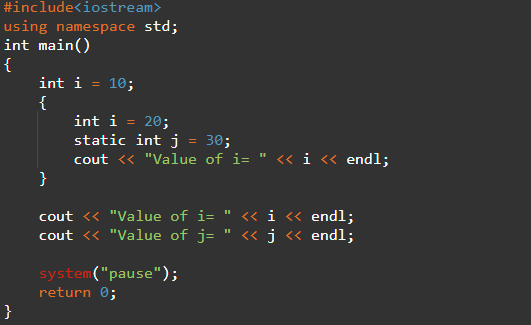 #include<iostream>
using namespace std;
int main()
{
    int i = 10;
    {
        int i = 20;
        static int j = 30;
        cout << "Value of i= " << i << endl;
    }

    cout << "Value of i= " << i << endl;
    cout << "Value of j= " << j << endl;

    system("pause");
    return 0;
}